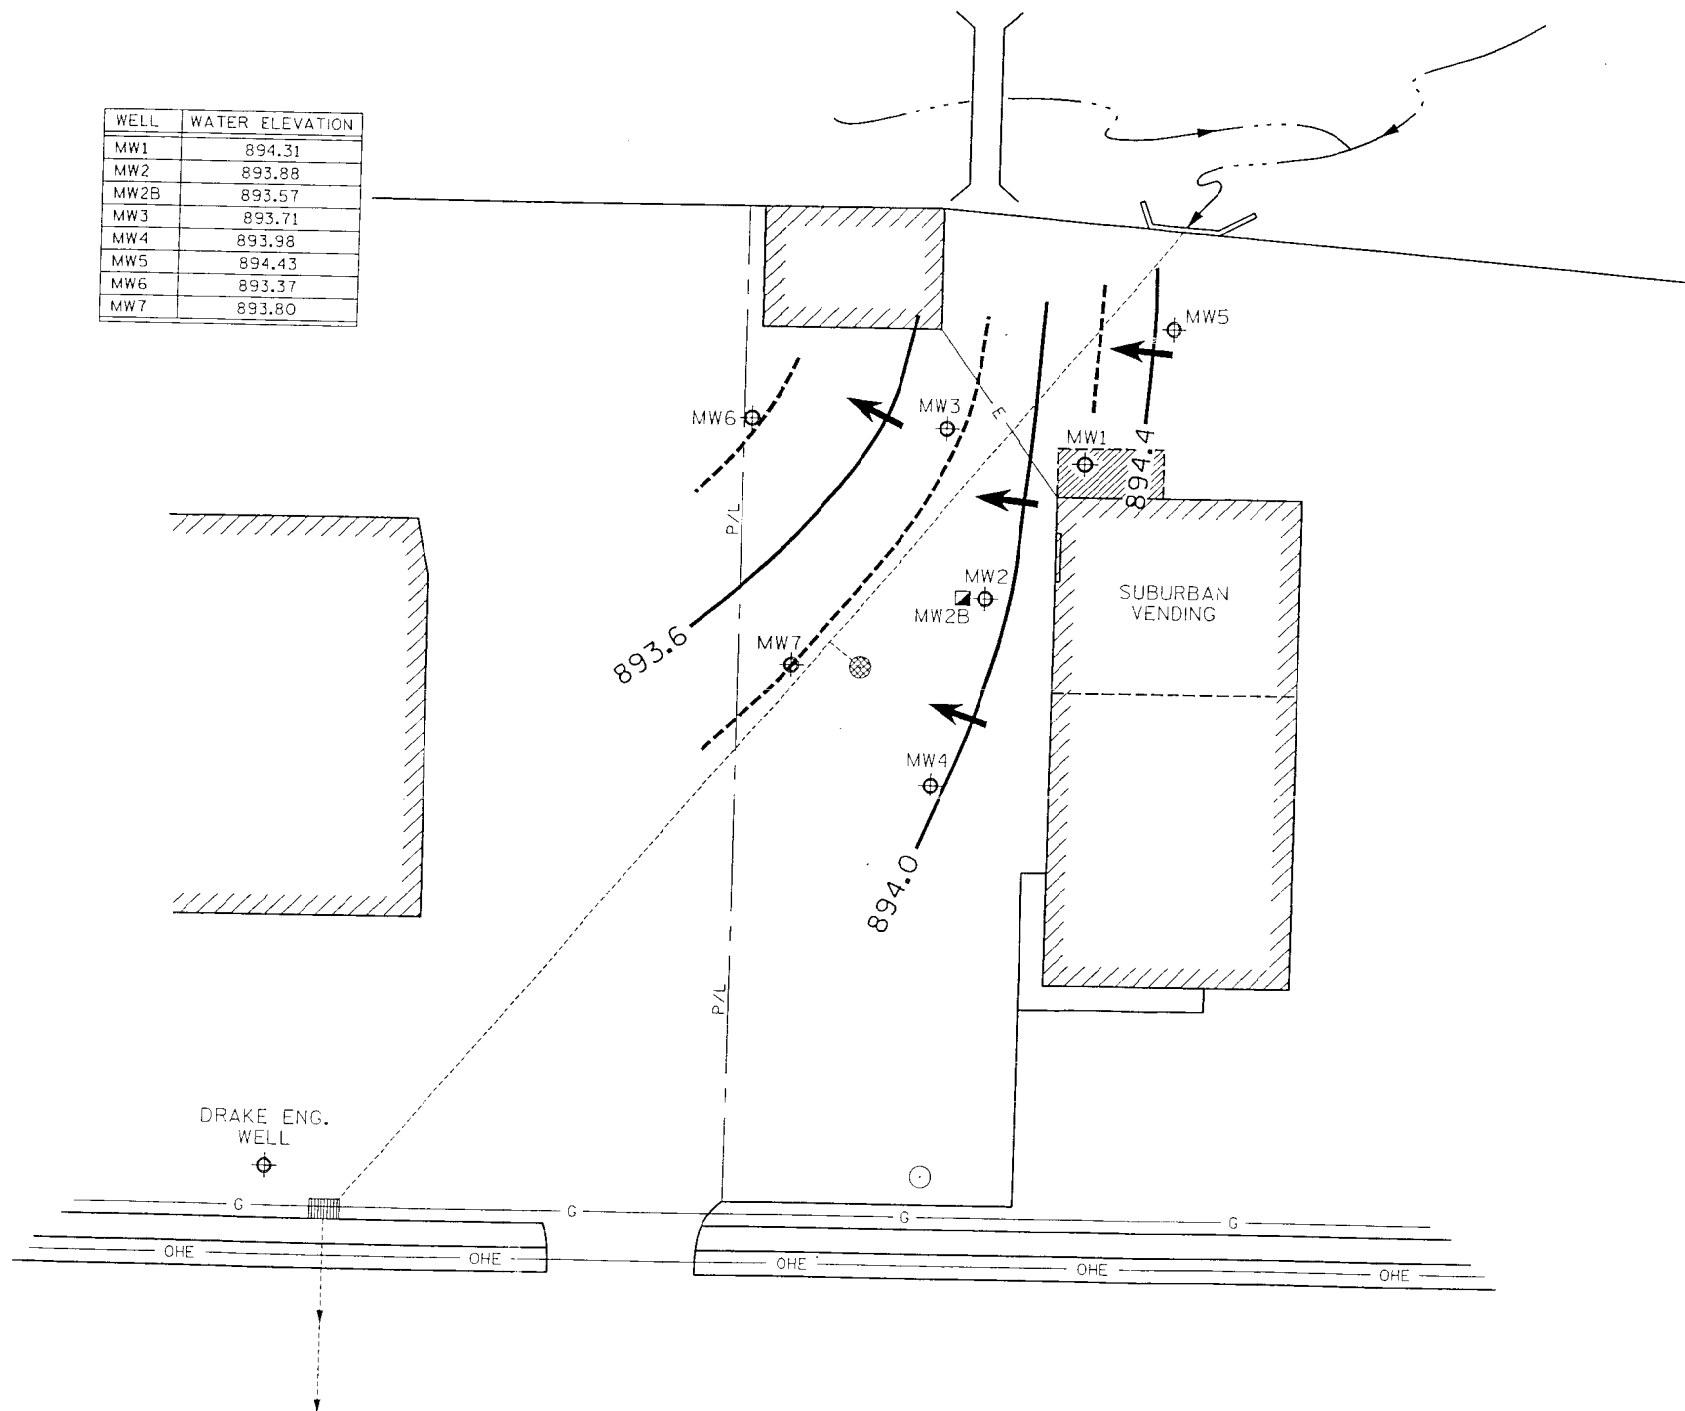 WELL WATER ELEVATION
MW1 894.31
MW2 893.88
MW2B 893.57
MW3 893.71
MW4 893.98
MW5 894.43
MW6 893.37
MW7 893.80
MW5
MW6
MW3
E
MW1
894.4
P/L
MW2
MW2B
SUBURBAN
VENDING
893.6
MW7
MW4
894.0
P/L
DRAKE ENG.
WELL
G
G
G
G
OHE
OHE
OHE
OHE
OHE